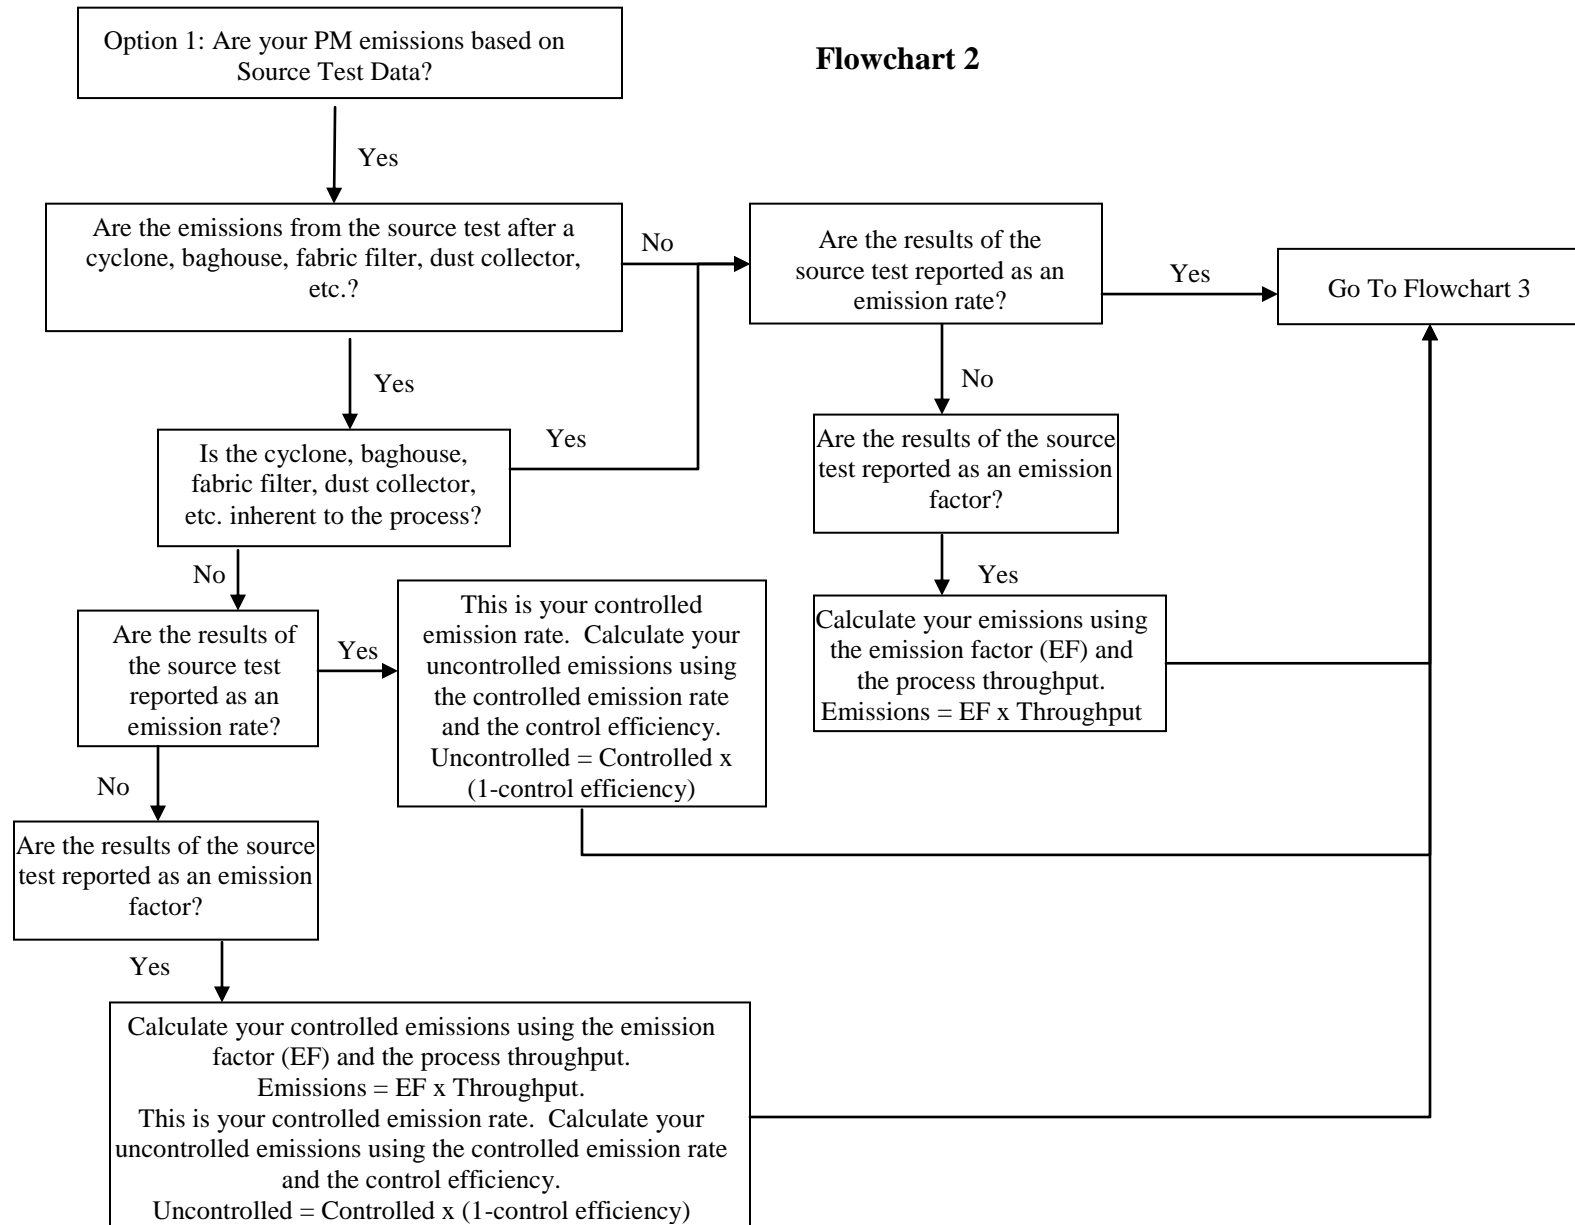 Option 1: Are your PM emissions based on
Source Test Data?
Flowchart 2
Yes
Are the emissions from the source test after a
cyclone, baghouse, fabric filter, dust collector,
etc.?
No
Are the results of the
source test reported as an
emission rate?
Yes
Go To Flowchart 3
Yes
No
Is the cyclone, baghouse,
fabric filter, dust collector,
etc. inherent to the process?
Yes
Are the results of the source
test reported as an emission
factor?
No
Yes
Are the results of
the source test
reported as an
emission rate?
Yes
This is your controlled
emission rate.  Calculate your
uncontrolled emissions using
the controlled emission rate
and the control efficiency.
Uncontrolled = Controlled x
(1-control efficiency)
Calculate your emissions using
the emission factor (EF) and
the process throughput.
Emissions = EF x Throughput
No
Are the results of the source
test reported as an emission
factor?
Yes
Calculate your controlled emissions using the emission
factor (EF) and the process throughput.
Emissions = EF x Throughput.
This is your controlled emission rate.  Calculate your
uncontrolled emissions using the controlled emission rate
and the control efficiency.
Uncontrolled = Controlled x (1-control efficiency)